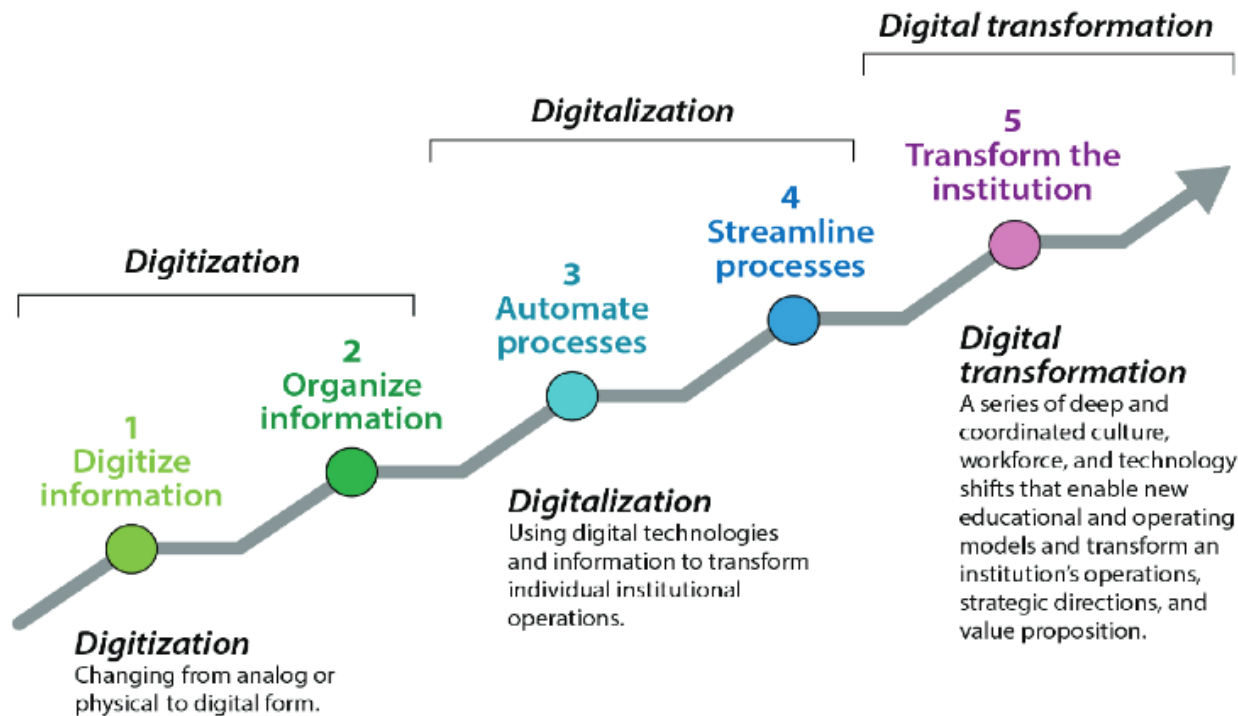 Digital transformation
Digitalization
Digitization
1
Digitize
information
2
Organize
information
3
Automate
processes
4
Streamline
processes
5
Transform the
institution
Digitization
Changing from analog or
physical to digital form.
Digitalization
Using digital technologies
and information to transform
individual institutional
operations.
Digital
transformation
A series of deep and
coordinated culture,
workforce, and technology
shifts that enable new
educational and operating
models and transform an
institution’s operations,
strategic directions, and
value proposition.